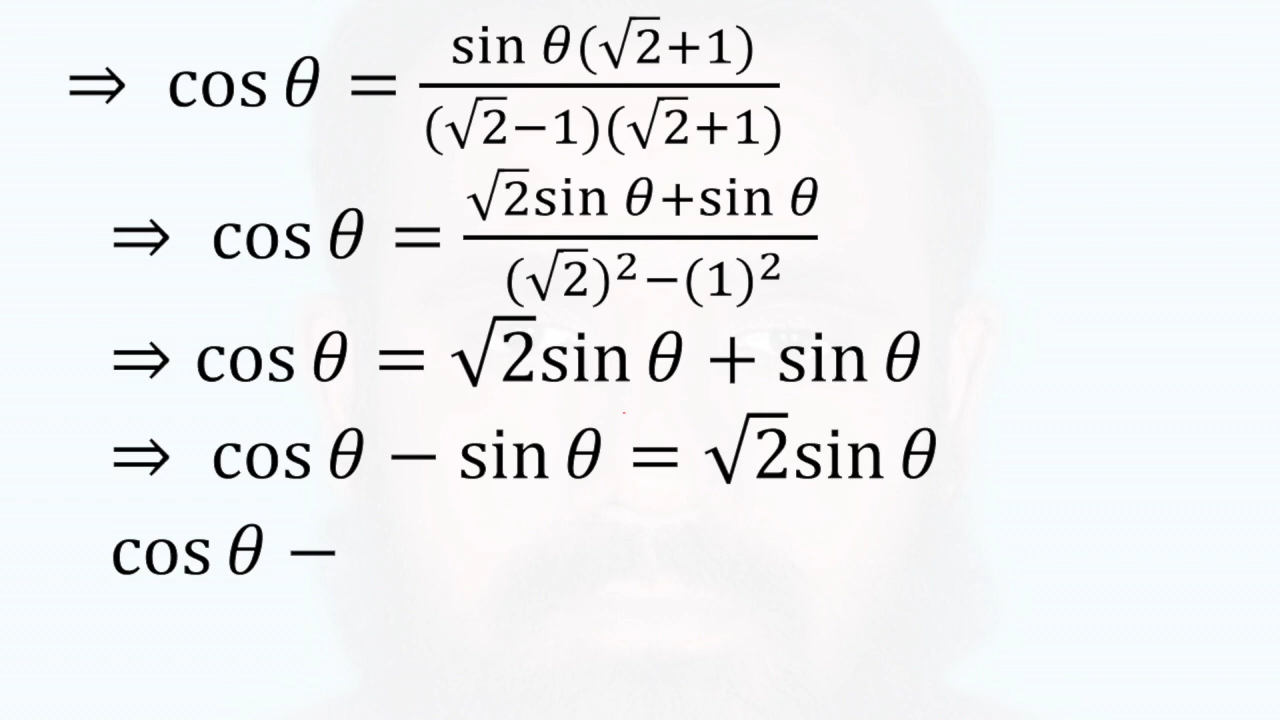 ⇒ cos θ = sin θ(√2+1)/(√2−1)(√2+1)
⇒ cos θ = √2sin θ+sin θ/(√2)²−(1)²
⇒ cos θ = √2sin θ + sin θ
⇒ cos θ − sin θ = √2sin θ
cos θ −